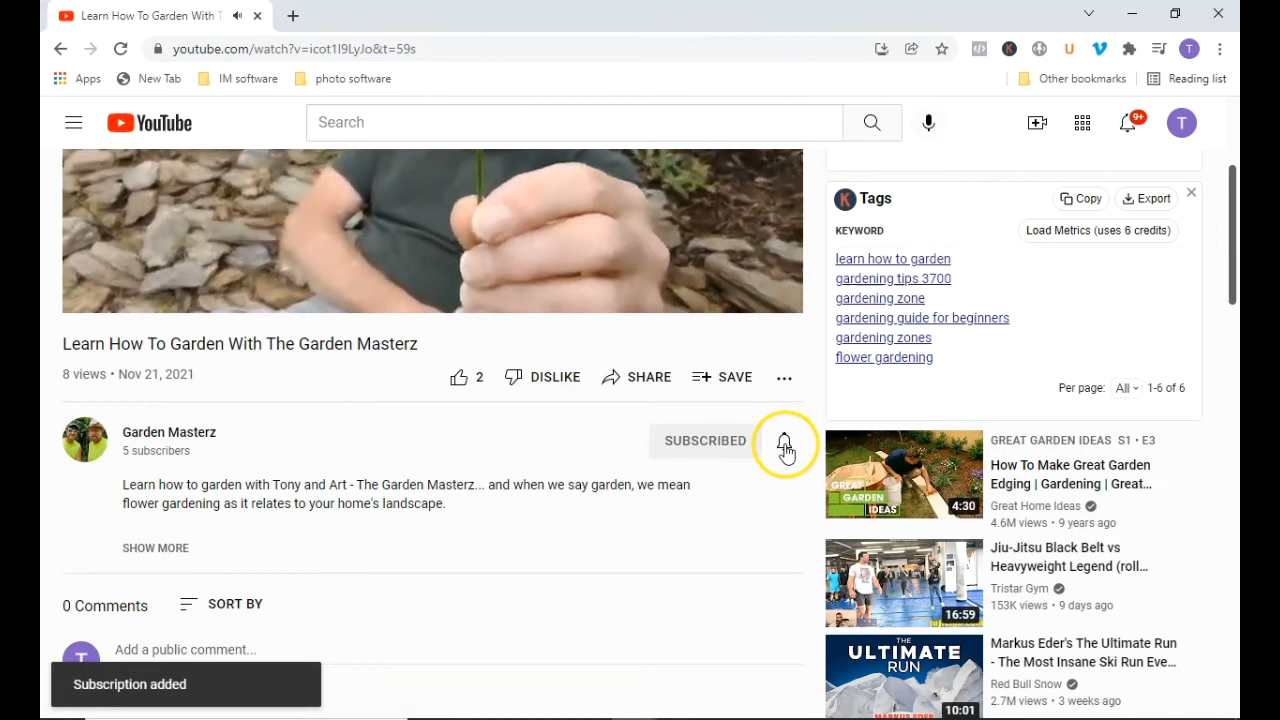 Learn How To Garden With T
youtube.com/watch?v=icot1I9LyJo&t=59s
Apps
New Tab
IM software
photo software
Other bookmarks
Reading list
YouTube
Search
9+
T
Tags
Copy
Export
KEYWORD
Load Metrics (uses 6 credits)
learn how to garden
gardening tips 3700
gardening zone
gardening guide for beginners
gardening zones
flower gardening
Per page: All 1-6 of 6
Learn How To Garden With The Garden Masterz
8 views • Nov 21, 2021
2
DISLIKE
SHARE
SAVE
Garden Masterz
5 subscribers
SUBSCRIBED
Learn how to garden with Tony and Art - The Garden Masterz... and when we say garden, we mean
flower gardening as it relates to your home's landscape.
SHOW MORE
0 Comments
SORT BY
T
Add a public comment...
Subscription added
GREAT GARDEN IDEAS
4:30
GREAT GARDEN IDEAS S1 • E3
How To Make Great Garden
Edging | Gardening | Great...
Great Home Ideas
4.6M views • 9 years ago
16:59
Jiu-Jitsu Black Belt vs
Heavyweight Legend (roll...
Tristar Gym
153K views • 9 days ago
THE
ULTIMATE
RUN
MARKUS EDER'S
10:01
Markus Eder's The Ultimate Run
- The Most Insane Ski Run Eve...
Red Bull Snow
2.7M views • 3 weeks ago